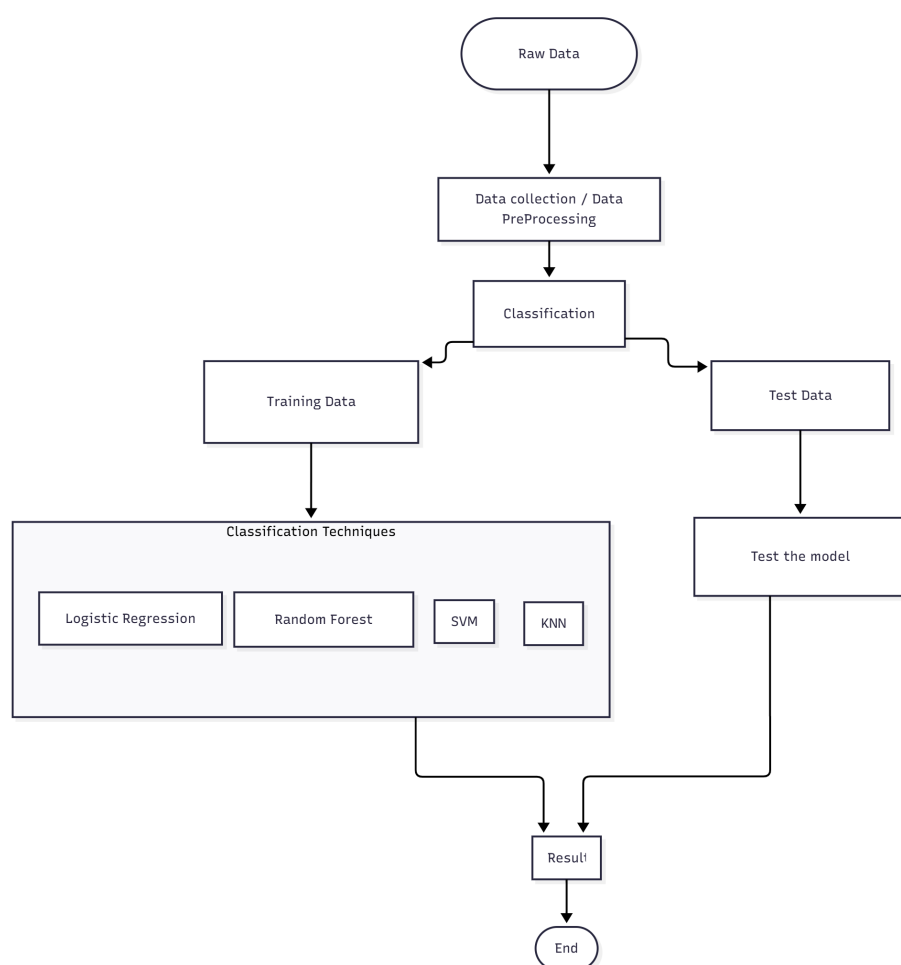 Raw Data
Data collection / Data
PreProcessing
Classification
Training Data
Test Data
Classification Techniques
Test the model
Logistic Regression
Random Forest
SVM
KNN
Result
End